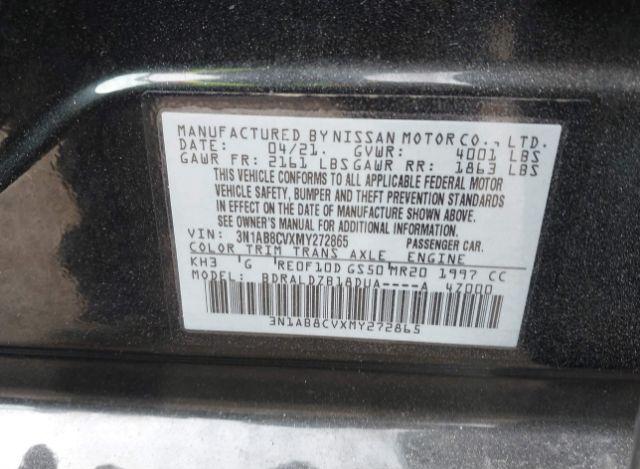 MANUFACTURED BY NISSAN MOTOR CO., LTD.
DATE: 04/21. GVWR: 4001 LBS
GAWR FR: 2161 LBS GAWR RR: 1863 LBS
THIS VEHICLE CONFORMS TO ALL APPLICABLE FEDERAL MOTOR
VEHICLE SAFETY, BUMPER AND THEFT PREVENTION STANDARDS
IN EFFECT ON THE DATE OF MANUFACTURE SHOWN ABOVE.
SEE OWNER'S MANUAL FOR ADDITIONAL INFORMATION
VIN: 3N1AB8CVXMY272865 PASSENGER CAR.
COLOR TRIM TRANS AXLE ENGINE
KH3 G RE0F10D GS50 MR20 1997 CC
MODEL: BDRALDZB18DUA----A 4Z000
3N1AB8CVXMY272865